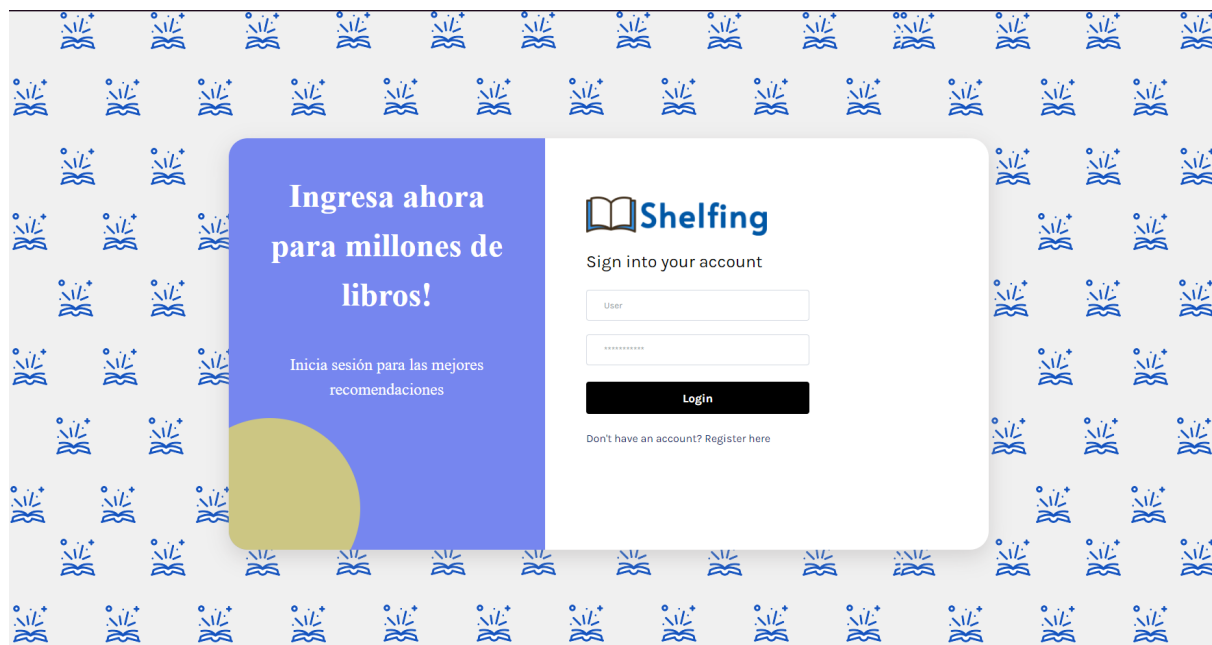 Ingresa ahora
para millones de
libros!
Inicia sesión para las mejores
recomendaciones
Shelfing
Sign into your account
User
***********
Login
Don't have an account? Register here